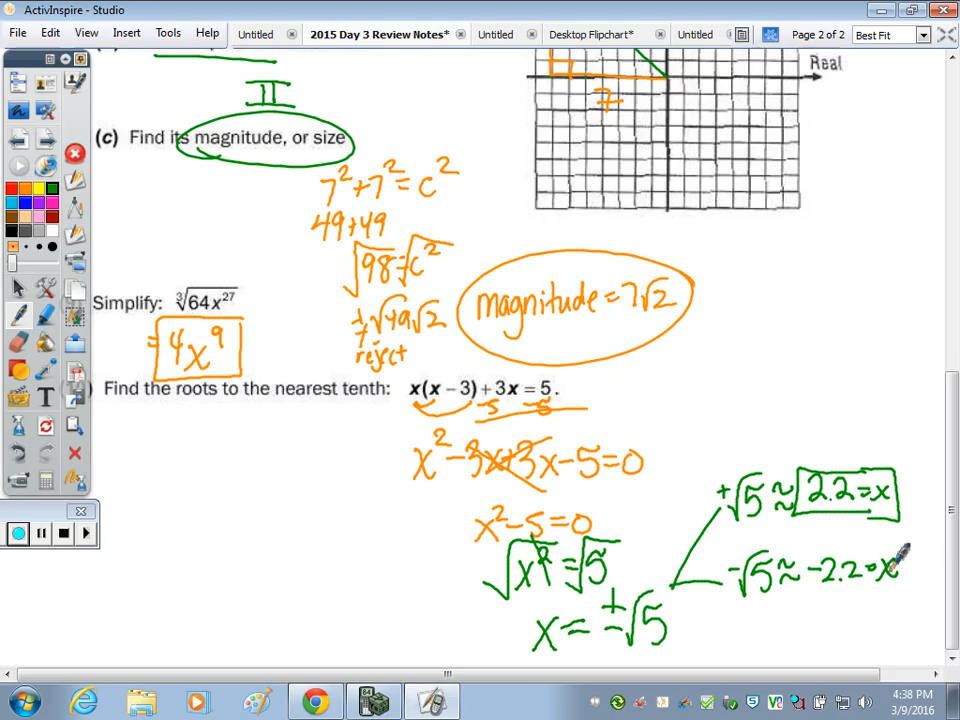 ActivInspire - Studio
File Edit View Insert Tools Help
Untitled
2015 Day 3 Review Notes*
Untitled
Desktop Flipchart*
Untitled
Page 2 of 2
Best Fit
II
Real
7
(c) Find its magnitude, or size
7² + 7² = c²
49 + 49
√98 = √c²
√49 √2
7
reject
magnitude = 7√2
Simplify: ∛64x²⁷
= 4x⁹
) Find the roots to the nearest tenth: x(x − 3) + 3x = 5.
-5 -5
x² - 3x + 3x - 5 = 0
x² - 5 = 0
√x² = √5
x = ±√5
+√5 ≈ 2.2 = x
-√5 ≈ -2.2 = x
4:38 PM
3/9/2016